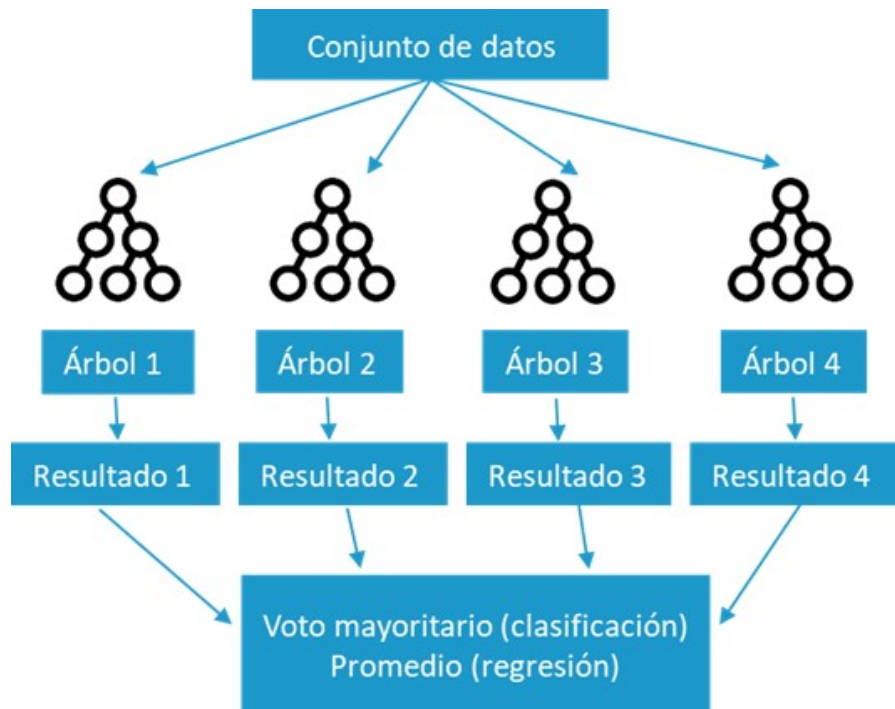 Conjunto de datos
Árbol 1
Árbol 2
Árbol 3
Árbol 4
Resultado 1
Resultado 2
Resultado 3
Resultado 4
Voto mayoritario (clasificación)
Promedio (regresión)